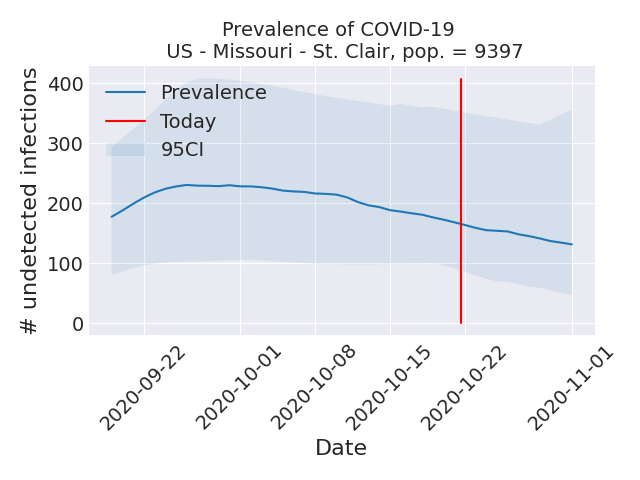 Prevalence of COVID-19
US - Missouri - St. Clair, pop. = 9397
# undetected infections
400
300
200
100
0
Prevalence
Today
95CI
2020-09-22
2020-10-01
2020-10-08
2020-10-15
2020-10-22
2020-11-01
Date